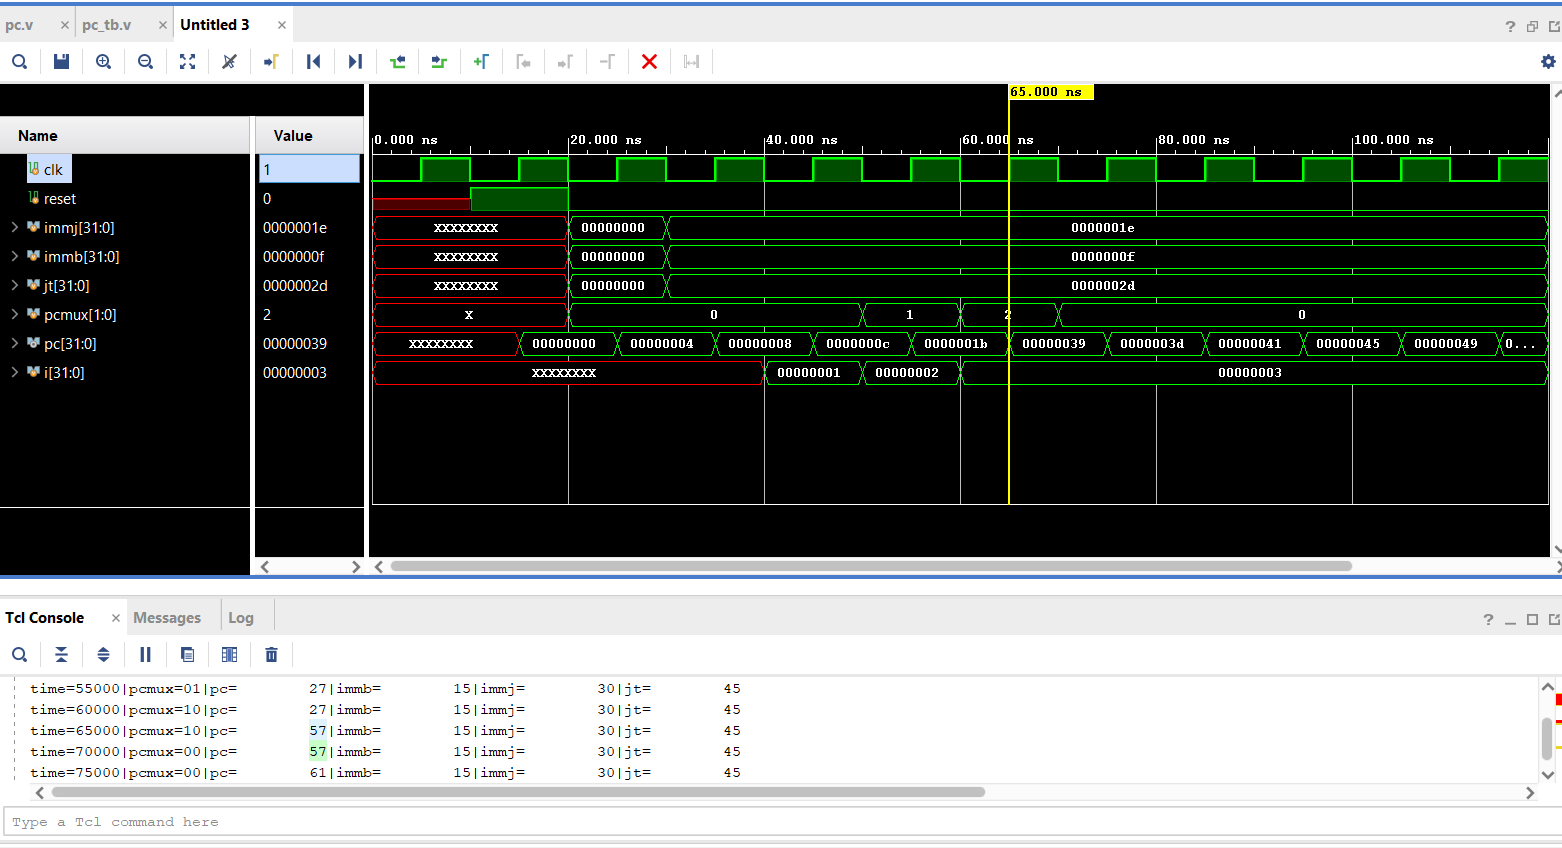 pc.v × pc_tb.v × Untitled 3 ×
?
65.000 ns
Name Value
0.000 ns 20.000 ns 40.000 ns 60.000 ns 80.000 ns 100.000 ns
clk 1
reset 0
immj[31:0] 0000001e XXXXXXXX 00000000 0000001e
immb[31:0] 0000000f XXXXXXXX 00000000 0000000f
jt[31:0] 0000002d XXXXXXXX 00000000 0000002d
pcmux[1:0] 2 X 0 1 2 0
pc[31:0] 00000039 XXXXXXXX 00000000 00000004 00000008 0000000c 0000001b 00000039 0000003d 00000041 00000045 00000049 0...
i[31:0] 00000003 XXXXXXXX 00000001 00000002 00000003
Tcl Console × Messages Log
?
time=55000|pcmux=01|pc= 27|immb= 15|immj= 30|jt= 45
time=60000|pcmux=10|pc= 27|immb= 15|immj= 30|jt= 45
time=65000|pcmux=10|pc= 57|immb= 15|immj= 30|jt= 45
time=70000|pcmux=00|pc= 57|immb= 15|immj= 30|jt= 45
time=75000|pcmux=00|pc= 61|immb= 15|immj= 30|jt= 45
Type a Tcl command here